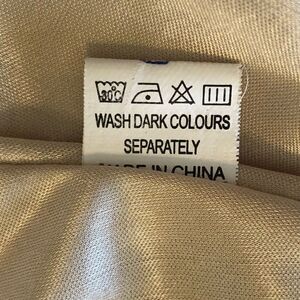 30°C
WASH DARK COLOURS
SEPARATELY
MADE IN CHINA